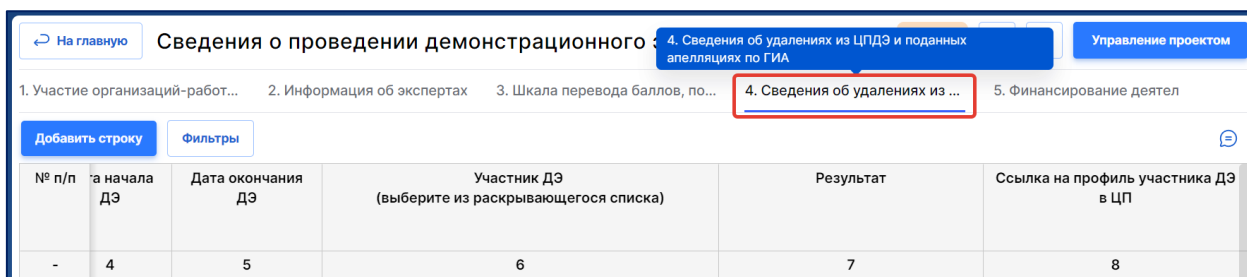 На главную
Сведения о проведении демонстрационного
4. Сведения об удалениях из ЦПДЭ и поданных
апелляциях по ГИА
Управление проектом
1. Участие организаций-работ...
2. Информация об экспертах
3. Шкала перевода баллов, по...
4. Сведения об удалениях из ...
5. Финансирование деятел
Добавить строку
Фильтры
№ п/п
та начала
ДЭ
Дата окончания
ДЭ
Участник ДЭ
(выберите из раскрывающегося списка)
Результат
Ссылка на профиль участника ДЭ
в ЦП
-
4
5
6
7
8